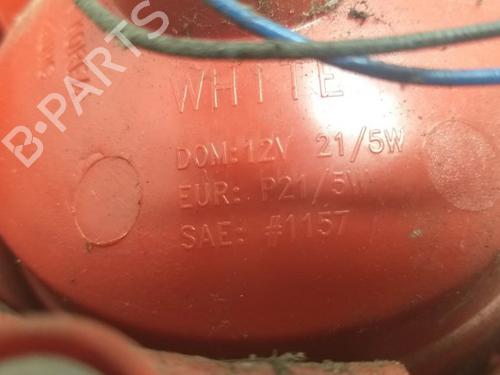 WHITE
DOM: 12V 21/5W
EUR: P21/5W
SAE: #1157
B-PARTS